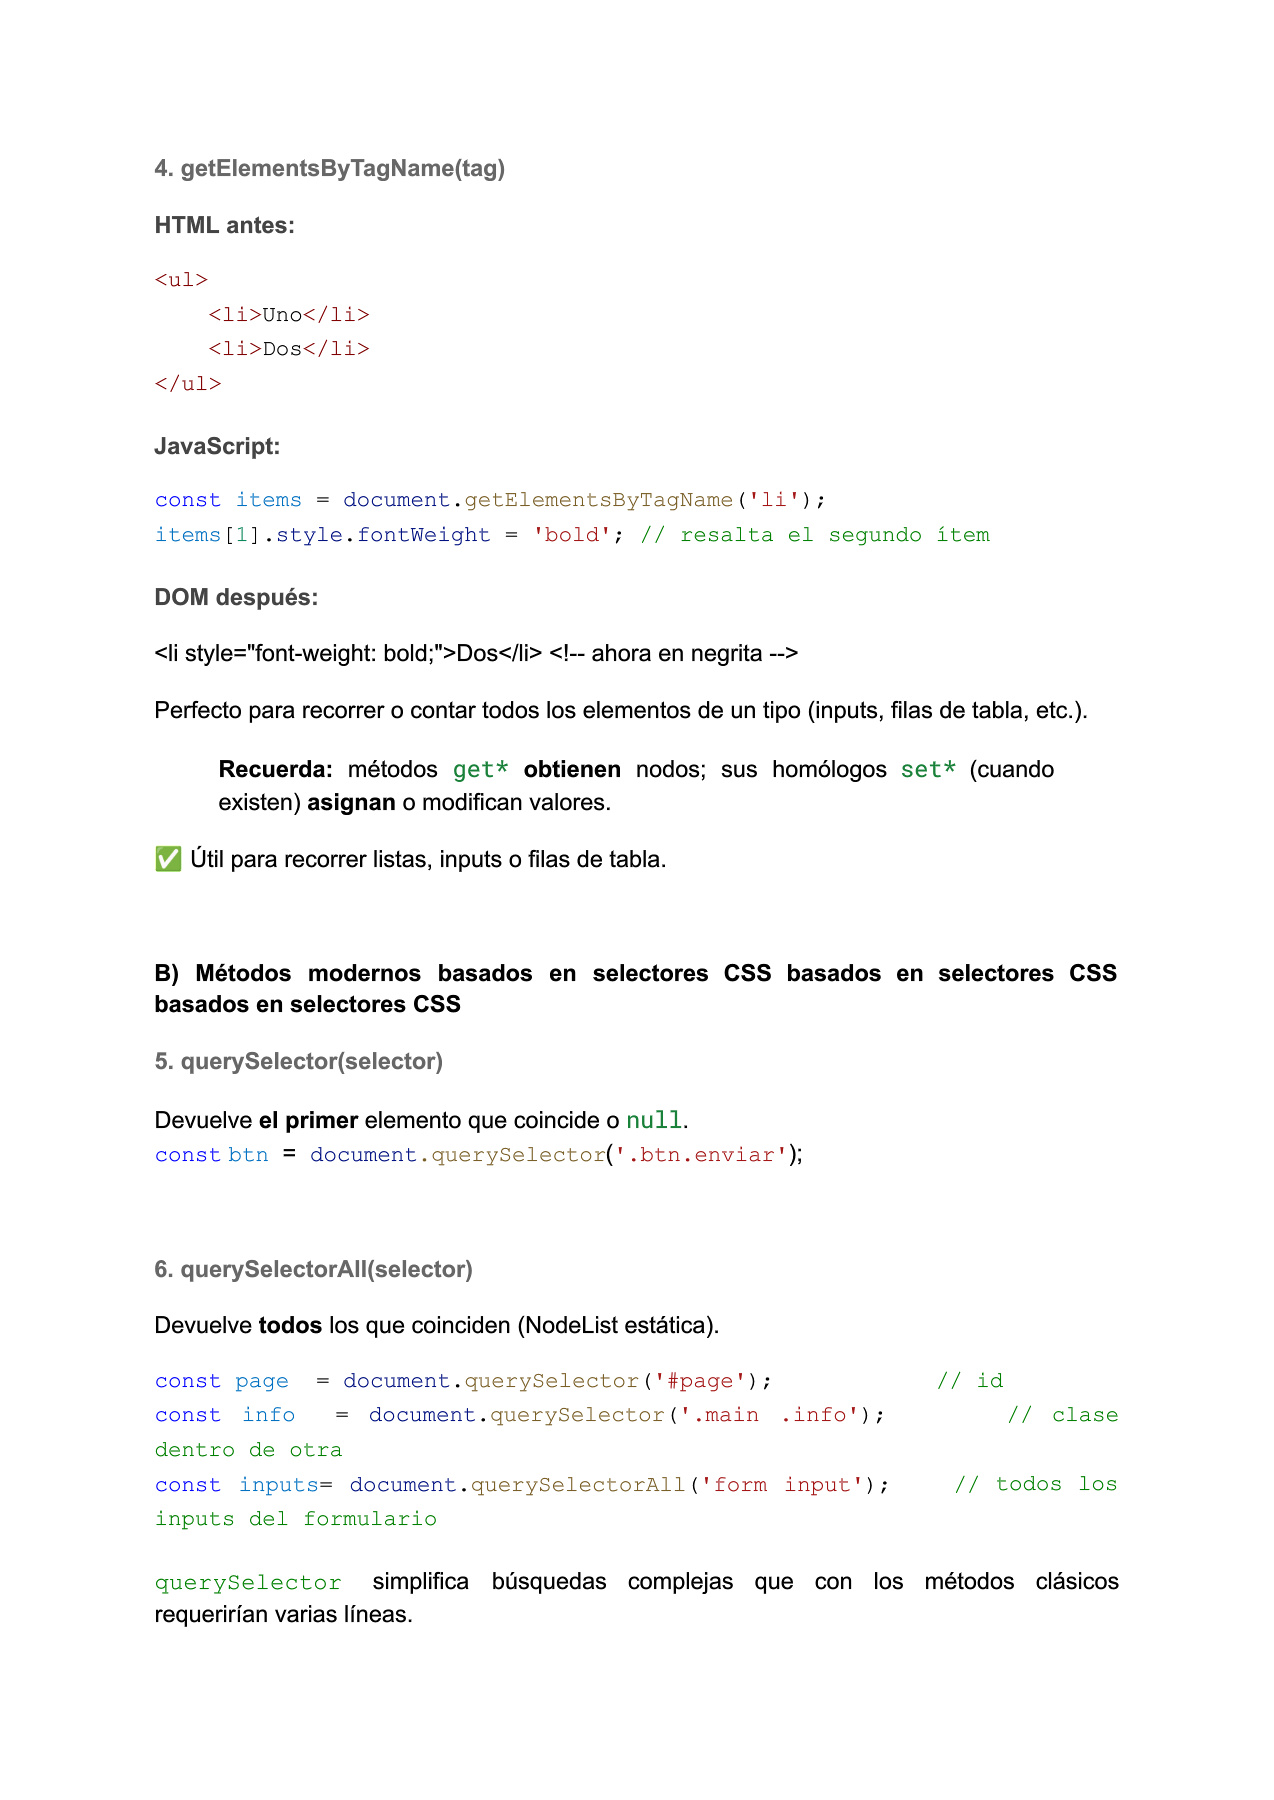 4. getElementsByTagName(tag)
HTML antes:
<ul>
    <li>Uno</li>
    <li>Dos</li>
</ul>
JavaScript:
const items = document.getElementsByTagName('li');
items[1].style.fontWeight = 'bold'; // resalta el segundo ítem
DOM después:
<li style="font-weight: bold;">Dos</li> <!-- ahora en negrita -->
Perfecto para recorrer o contar todos los elementos de un tipo (inputs, filas de tabla, etc.).
Recuerda: métodos get* obtienen nodos; sus homólogos set* (cuando
existen) asignan o modifican valores.
✅ Útil para recorrer listas, inputs o filas de tabla.
B) Métodos modernos basados en selectores CSS basados en selectores CSS
basados en selectores CSS
5. querySelector(selector)
Devuelve el primer elemento que coincide o null.
const btn = document.querySelector('.btn.enviar');
6. querySelectorAll(selector)
Devuelve todos los que coinciden (NodeList estática).
const page  = document.querySelector('#page');            // id
const info  = document.querySelector('.main .info');      // clase
dentro de otra
const inputs= document.querySelectorAll('form input');   // todos los
inputs del formulario
querySelector simplifica búsquedas complejas que con los métodos clásicos
requerirían varias líneas.